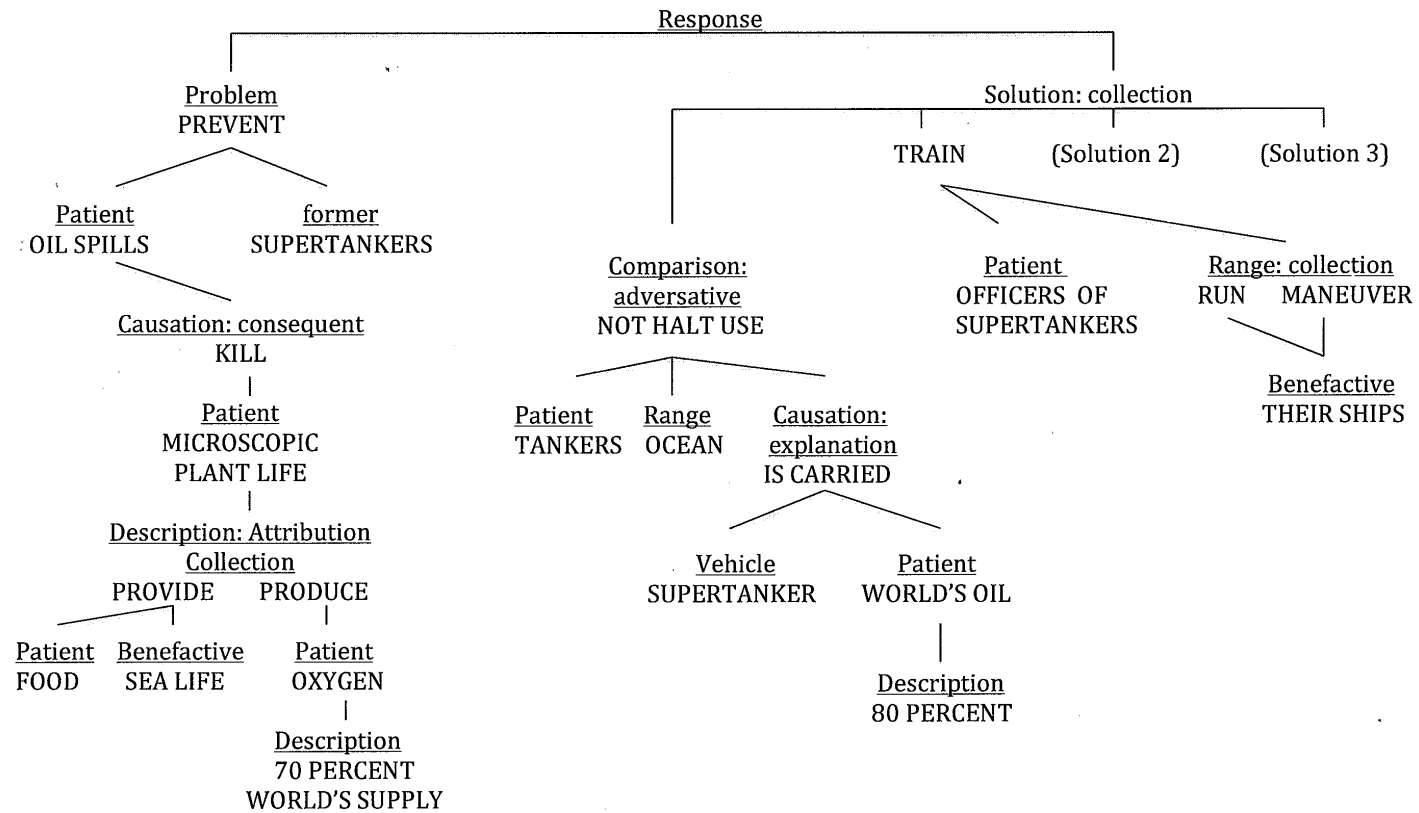 Response
Problem
PREVENT
Patient
OIL SPILLS
former
SUPERTANKERS
Causation: consequent
KILL
Patient
MICROSCOPIC
PLANT LIFE
Description: Attribution
Collection
PROVIDE PRODUCE
Patient
FOOD
Benefactive
SEA LIFE
Patient
OXYGEN
Description
70 PERCENT
WORLD'S SUPPLY
Solution: collection
Comparison:
adversative
NOT HALT USE
Patient
TANKERS
Range
OCEAN
Causation:
explanation
IS CARRIED
Vehicle
SUPERTANKER
Patient
WORLD'S OIL
Description
80 PERCENT
TRAIN
Patient
OFFICERS OF
SUPERTANKERS
Range: collection
RUN MANEUVER
Benefactive
THEIR SHIPS
(Solution 2)
(Solution 3)